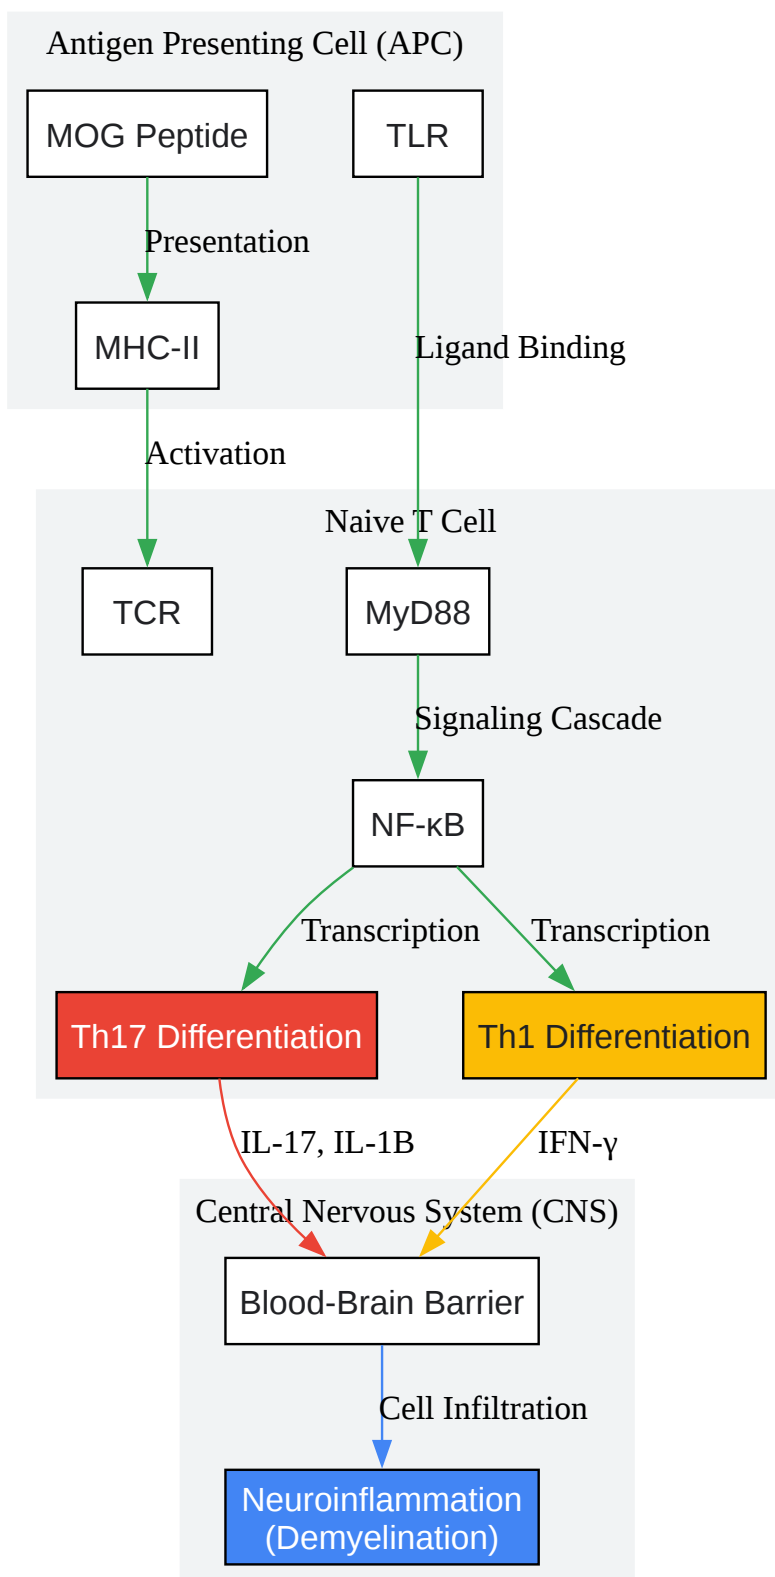 Antigen Presenting Cell (APC)
MOG Peptide
TLR
Presentation
MHC-II
Ligand Binding
Activation
Naive T Cell
TCR
MyD88
Signaling Cascade
NF-κB
Transcription
Transcription
Th17 Differentiation
Th1 Differentiation
IL-17, IL-1B
IFN-γ
Central Nervous System (CNS)
Blood-Brain Barrier
Cell Infiltration
Neuroinflammation
(Demyelination)